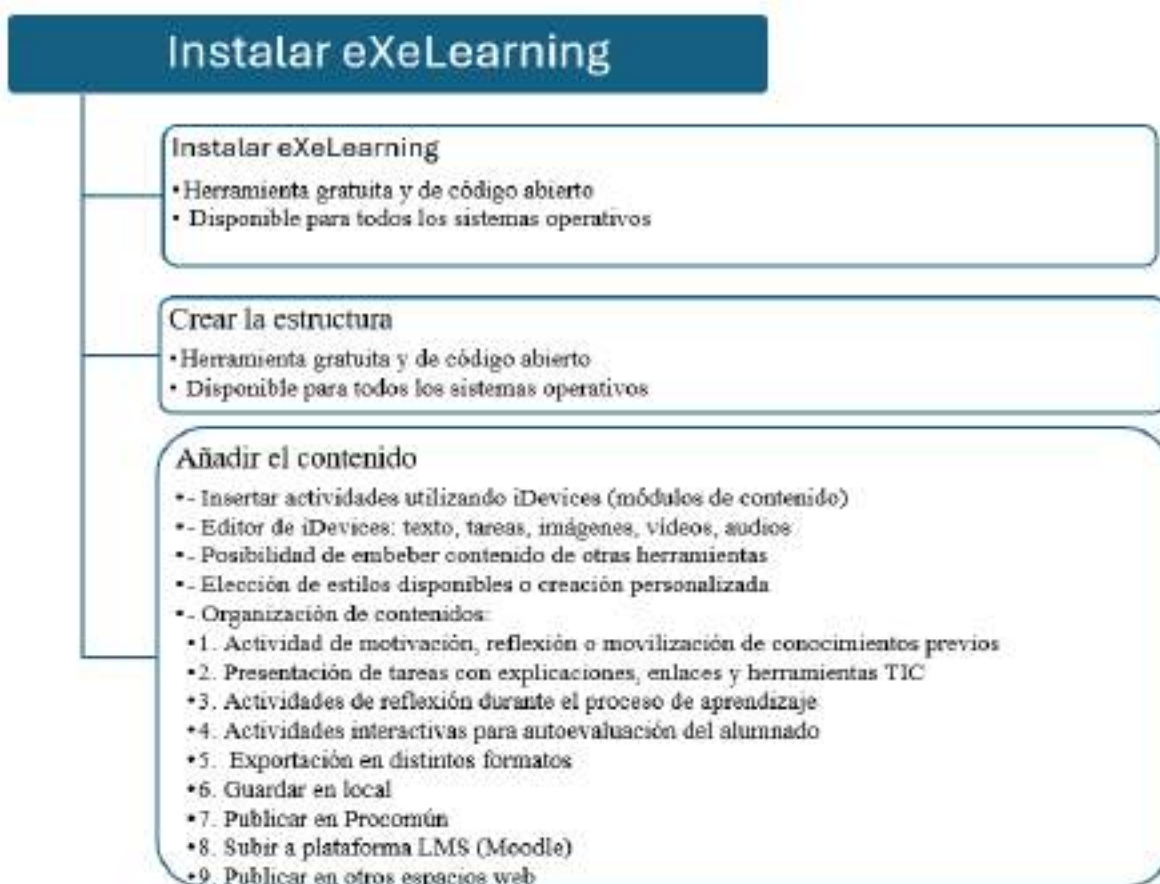 Instalar eXeLearning
Instalar eXeLearning
•Herramienta gratuita y de código abierto
• Disponible para todos los sistemas operativos
Crear la estructura
•Herramienta gratuita y de código abierto
• Disponible para todos los sistemas operativos
Añadir el contenido
•- Insertar actividades utilizando iDevices (módulos de contenido)
•- Editor de iDevices: texto, tareas, imágenes, vídeos, audios
•- Posibilidad de embeber contenido de otras herramientas
•- Elección de estilos disponibles o creación personalizada
•- Organización de contenidos:
•1. Actividad de motivación, reflexión o movilización de conocimientos previos
•2. Presentación de tareas con explicaciones, enlaces y herramientas TIC
•3. Actividades de reflexión durante el proceso de aprendizaje
•4. Actividades interactivas para autoevaluación del alumnado
•5. Exportación en distintos formatos
•6. Guardar en local
•7. Publicar en Procomún
•8. Subir a plataforma LMS (Moodle)
•9. Publicar en otros espacios web